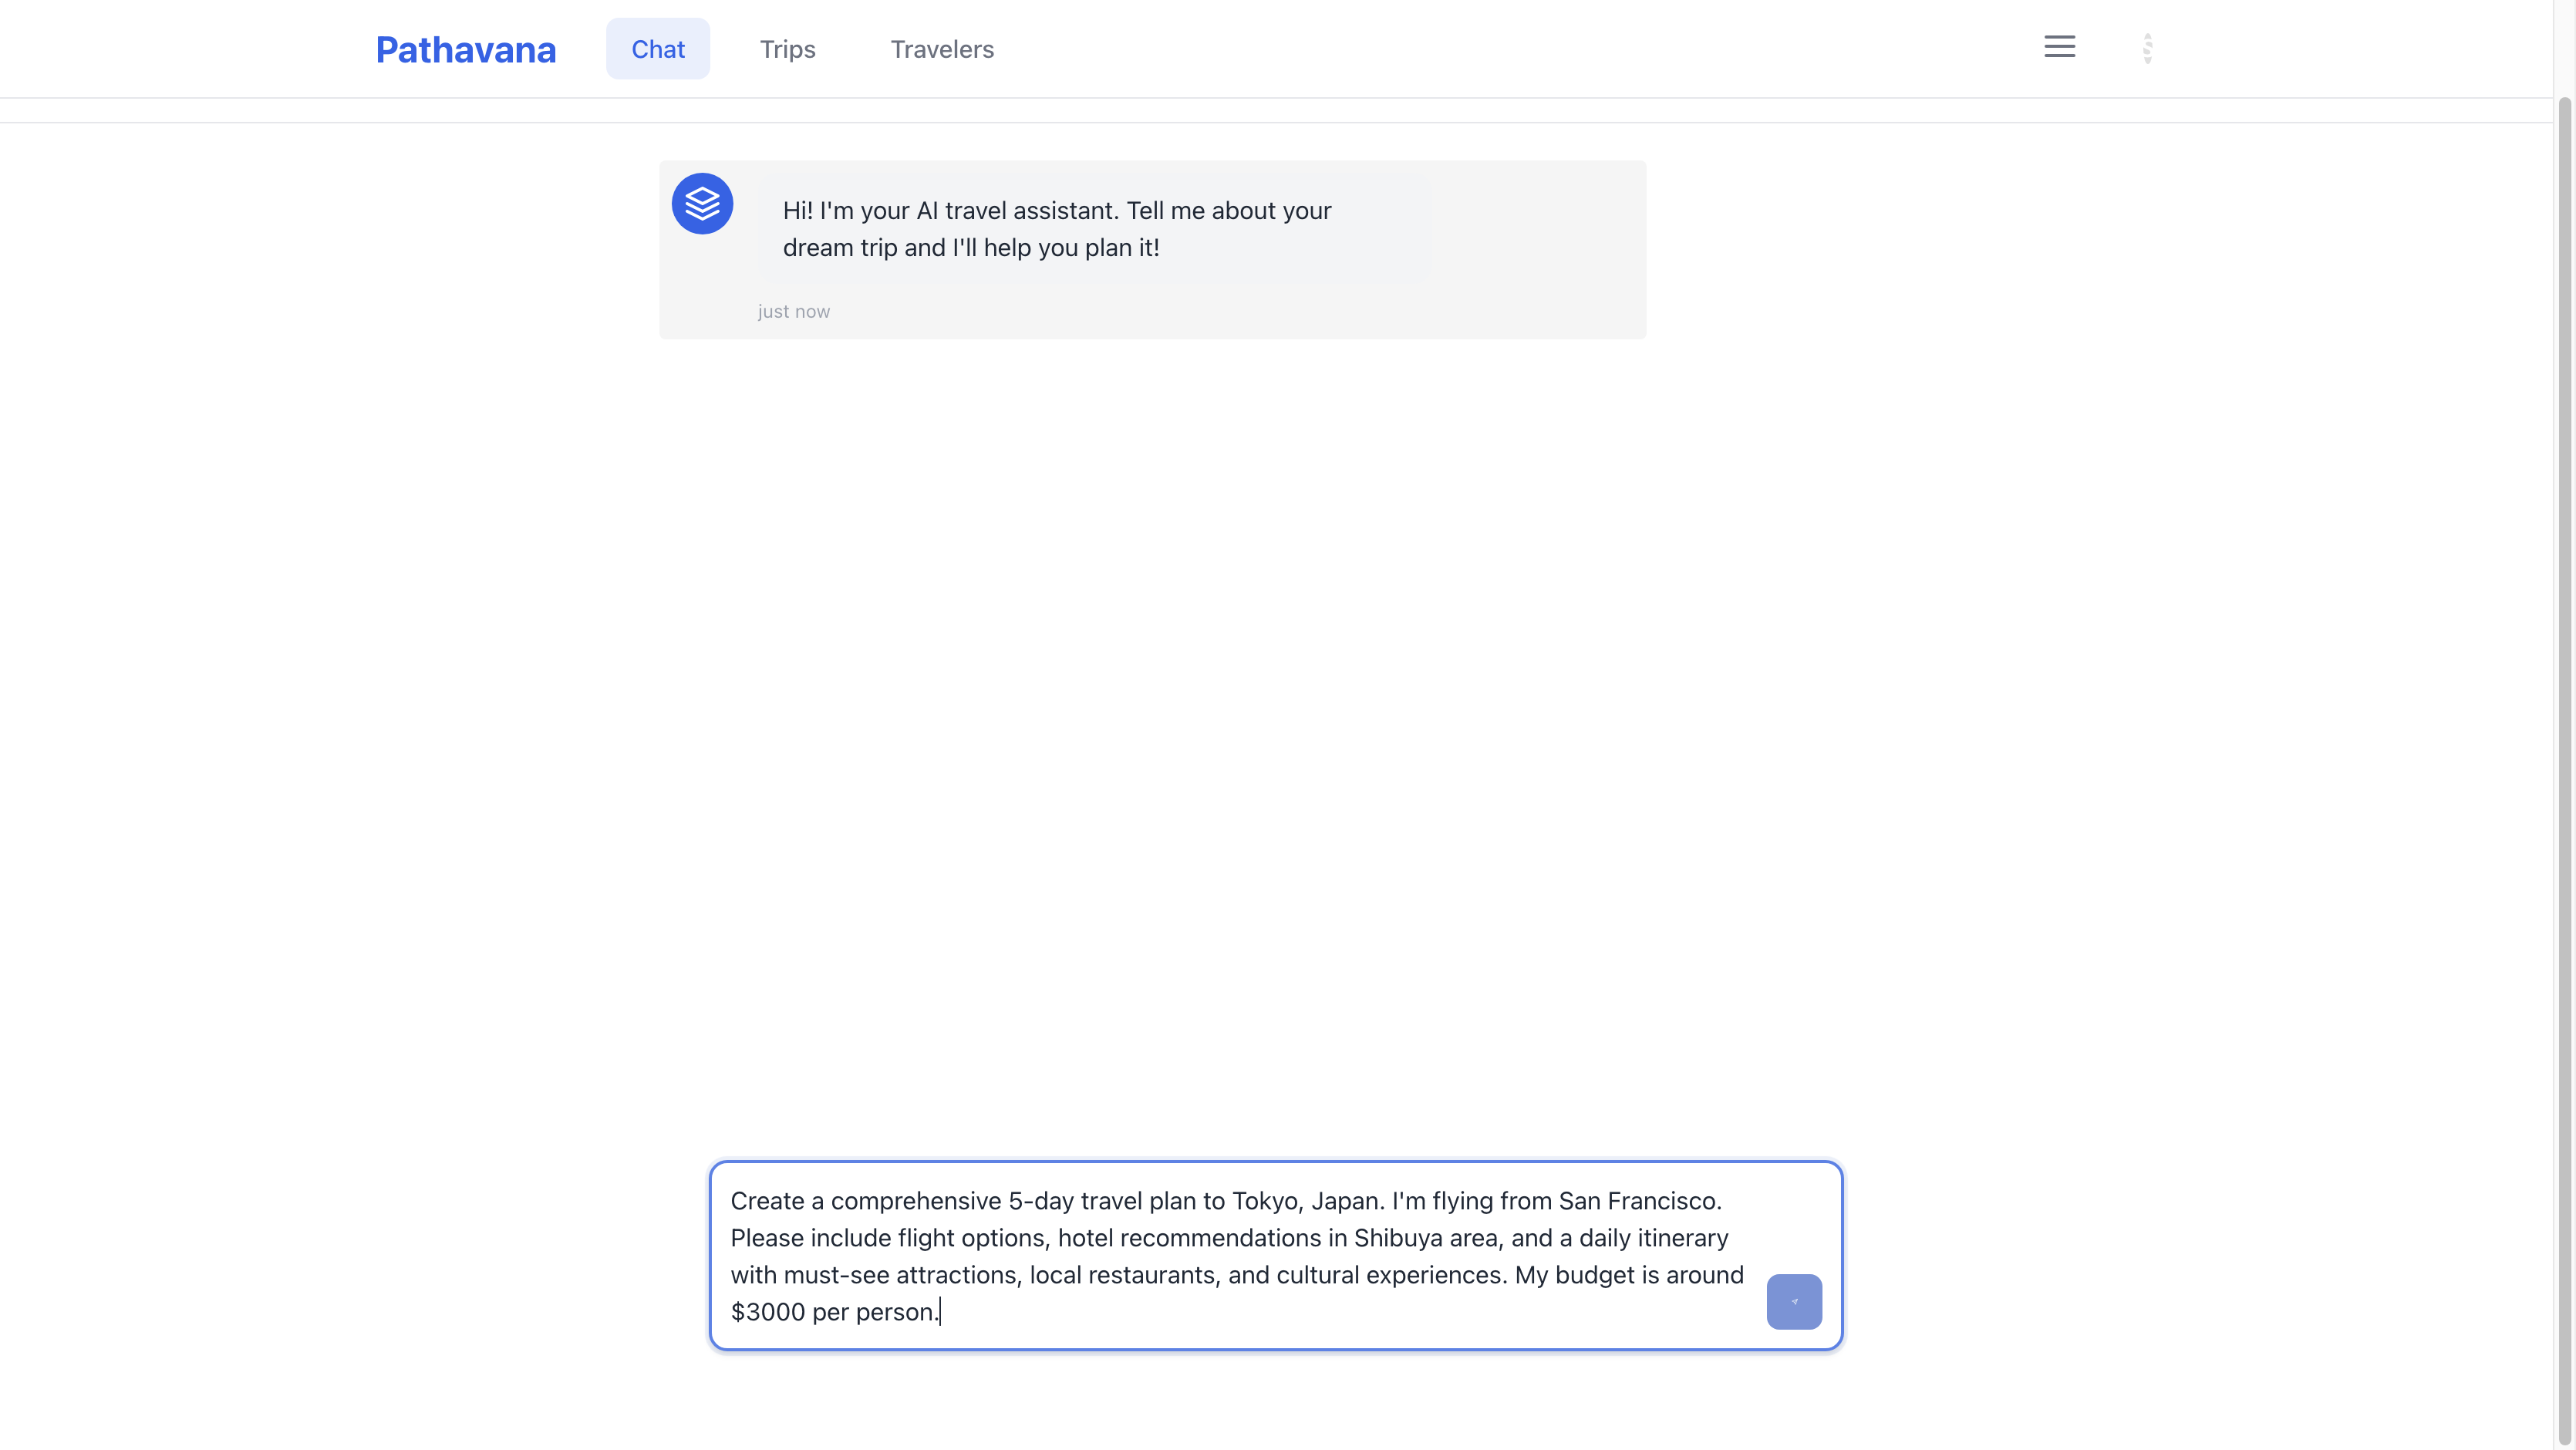 Pathavana
Chat
Trips
Travelers
Hi! I'm your AI travel assistant. Tell me about your
dream trip and I'll help you plan it!
just now
Create a comprehensive 5-day travel plan to Tokyo, Japan. I'm flying from San Francisco.
Please include flight options, hotel recommendations in Shibuya area, and a daily itinerary
with must-see attractions, local restaurants, and cultural experiences. My budget is around
$3000 per person.